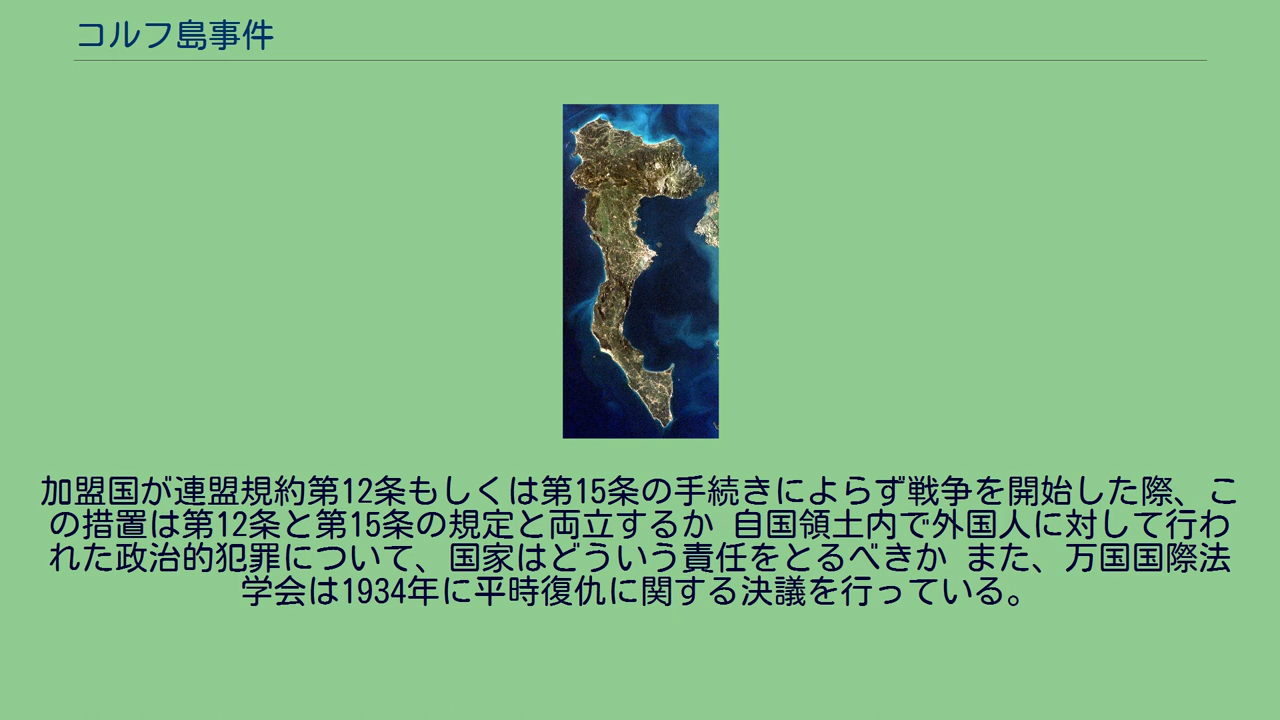 コルフ島事件
加盟国が連盟規約第12条もしくは第15条の手続きによらず戦争を開始した際、こ
の措置は第12条と第15条の規定と両立するか 自国領土内で外国人に対して行わ
れた政治的犯罪について、国家はどういう責任をとるべきか また、万国国際法
学会は1934年に平時復仇に関する決議を行っている。